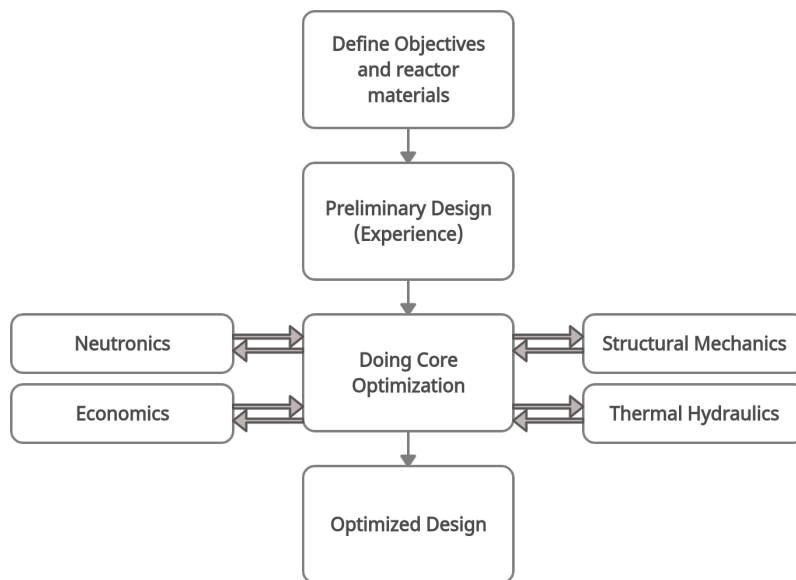 Define Objectives
and reactor
materials
Preliminary Design
(Experience)
Neutronics
Doing Core
Optimization
Structural Mechanics
Economics
Thermal Hydraulics
Optimized Design